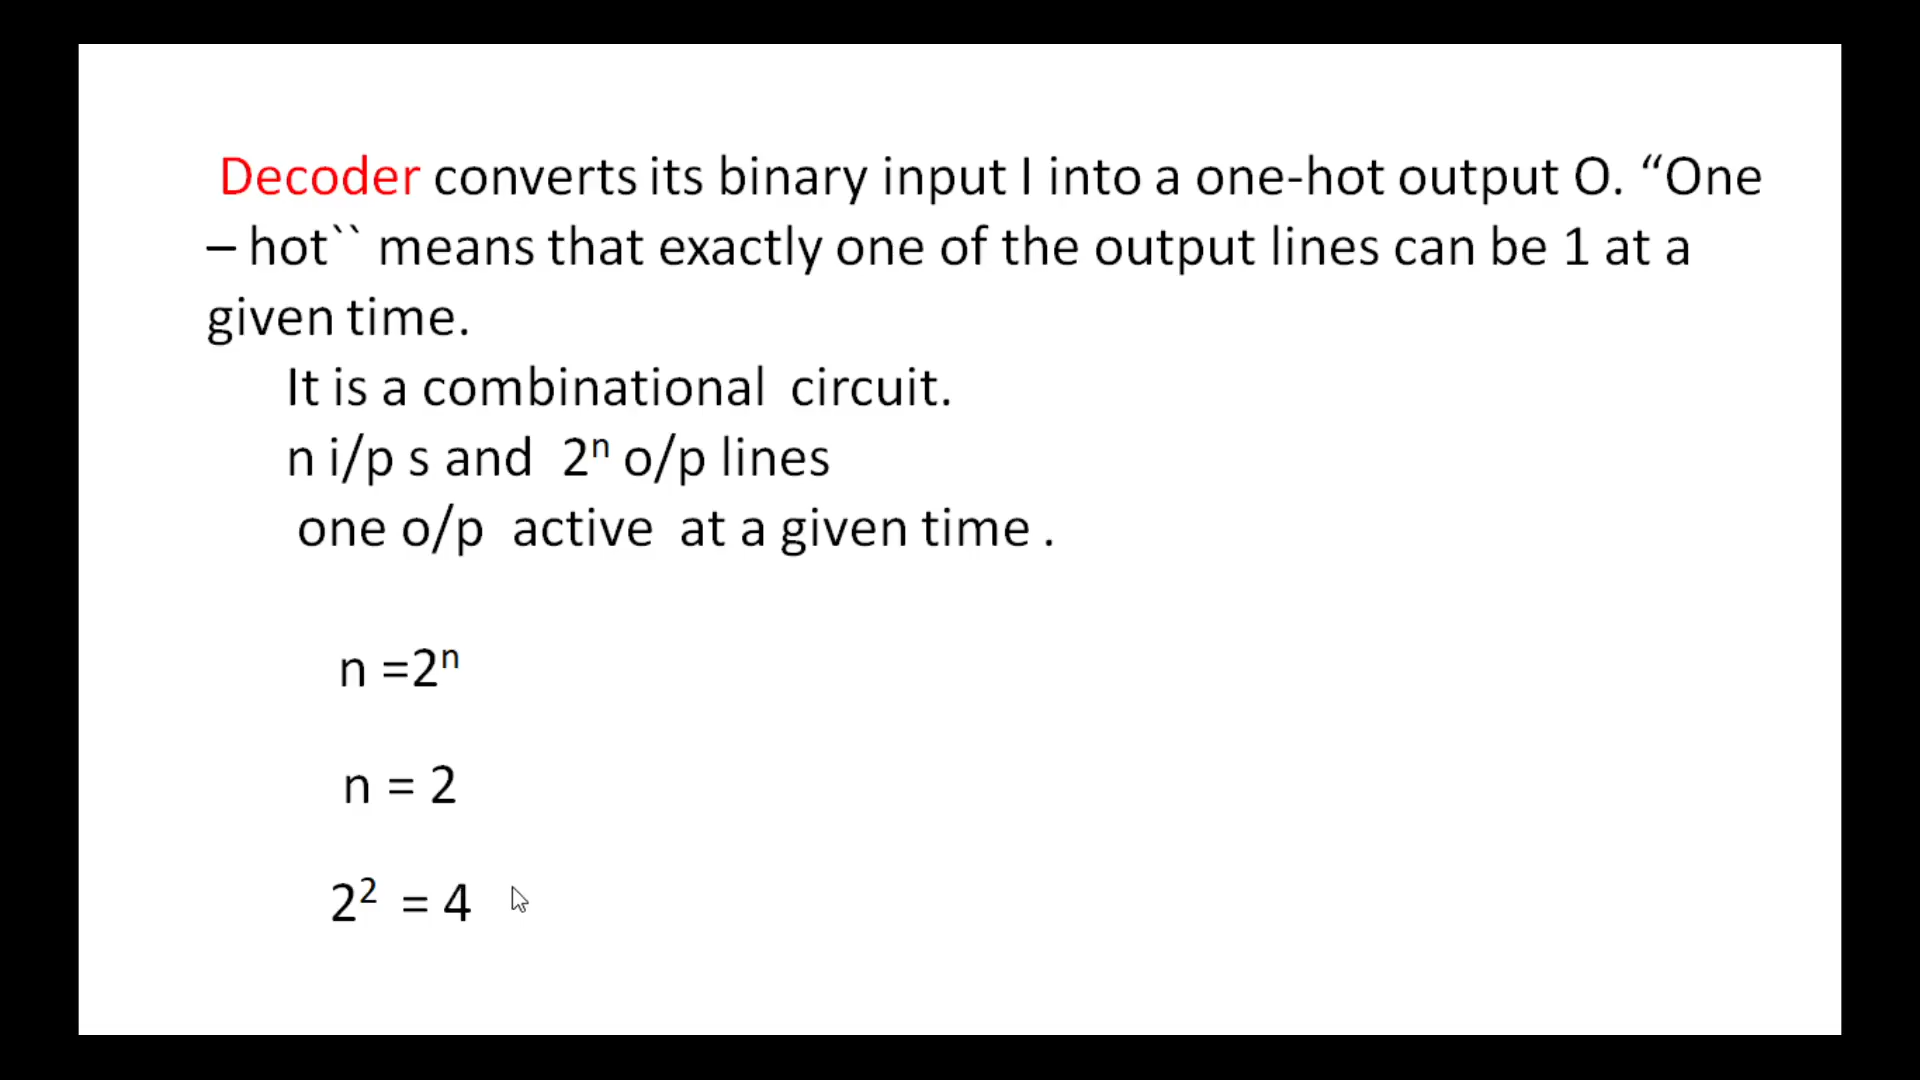 Decoder converts its binary input I into a one-hot output O. “One
– hot`` means that exactly one of the output lines can be 1 at a
given time.
It is a combinational circuit.
n i/p s and 2ⁿ o/p lines
one o/p active at a given time .
n =2ⁿ
n = 2
2² = 4